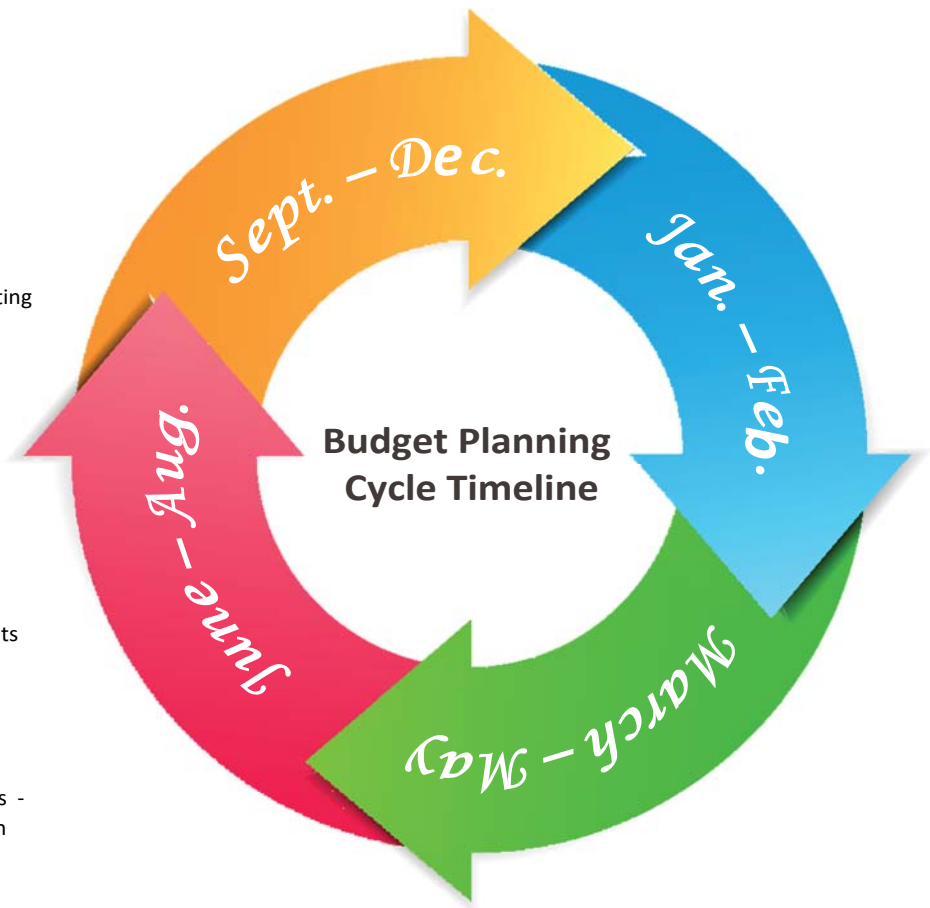 Sept. – Dec.
Jan. – Feb.
March – May
June – Aug.
Budget Planning
Cycle Timeline